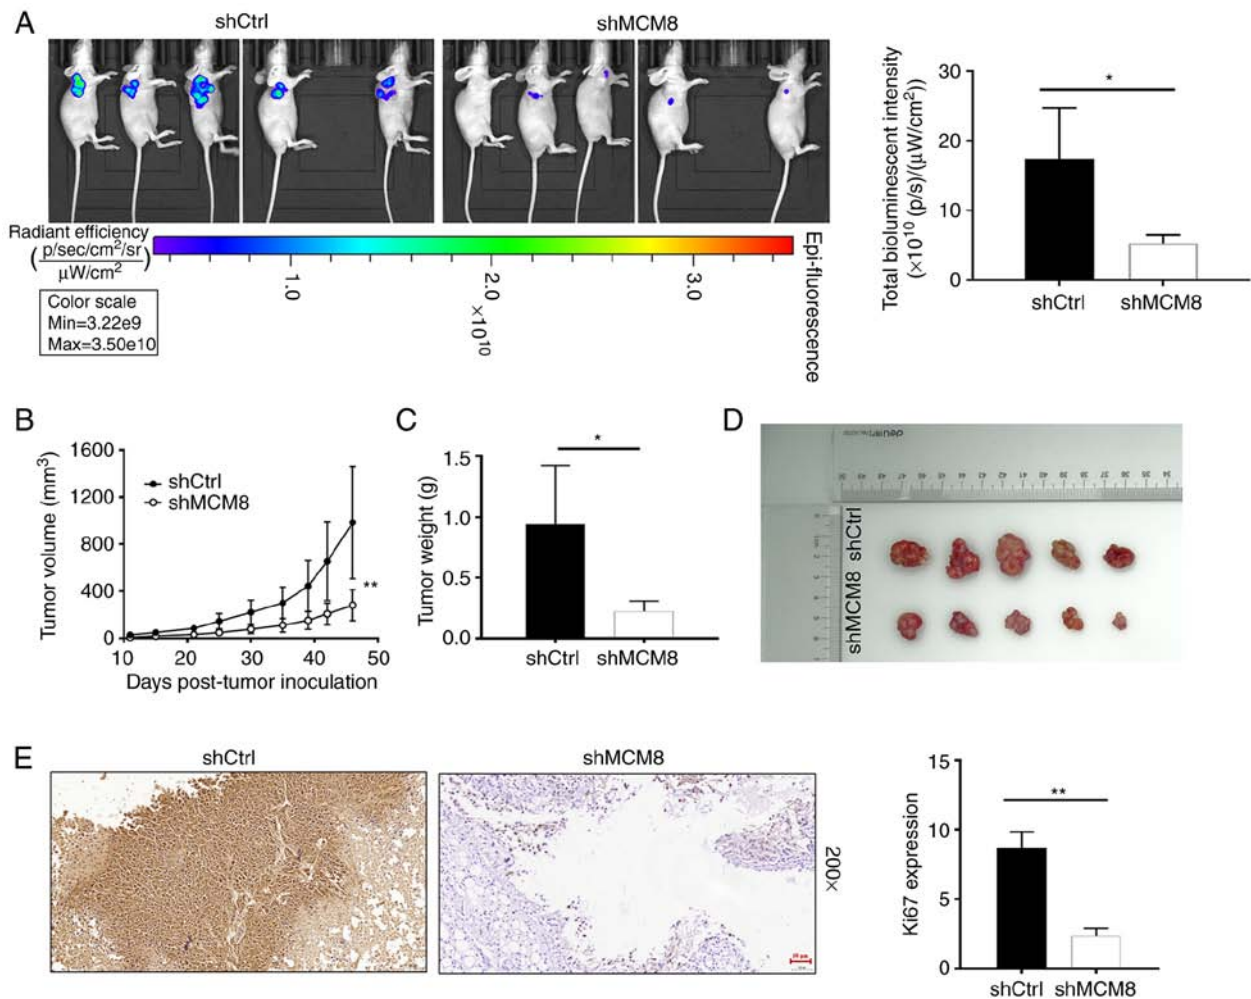 A
shCtrl
shMCM8
Radiant efficiency
(p/sec/cm²/sr
μW/cm²)
1.0
2.0
3.0
×10¹⁰
Epi-fluorescence
Color scale
Min=3.22e9
Max=3.50e10
Total bioluminescent intensity
(×10¹⁰ (p/s)/(μW/cm²)
30
20
10
0
*
shCtrl
shMCM8
B
Tumor volume (mm³)
1600
1200
800
400
0
shCtrl
shMCM8
**
10
20
30
40
50
Days post-tumor inoculation
C
Tumor weight (g)
1.5
1.0
0.5
0.0
*
shCtrl
shMCM8
D
shCtrl
shMCM8
E
shCtrl
shMCM8
200×
Ki67 expression
15
10
5
0
**
shCtrl
shMCM8